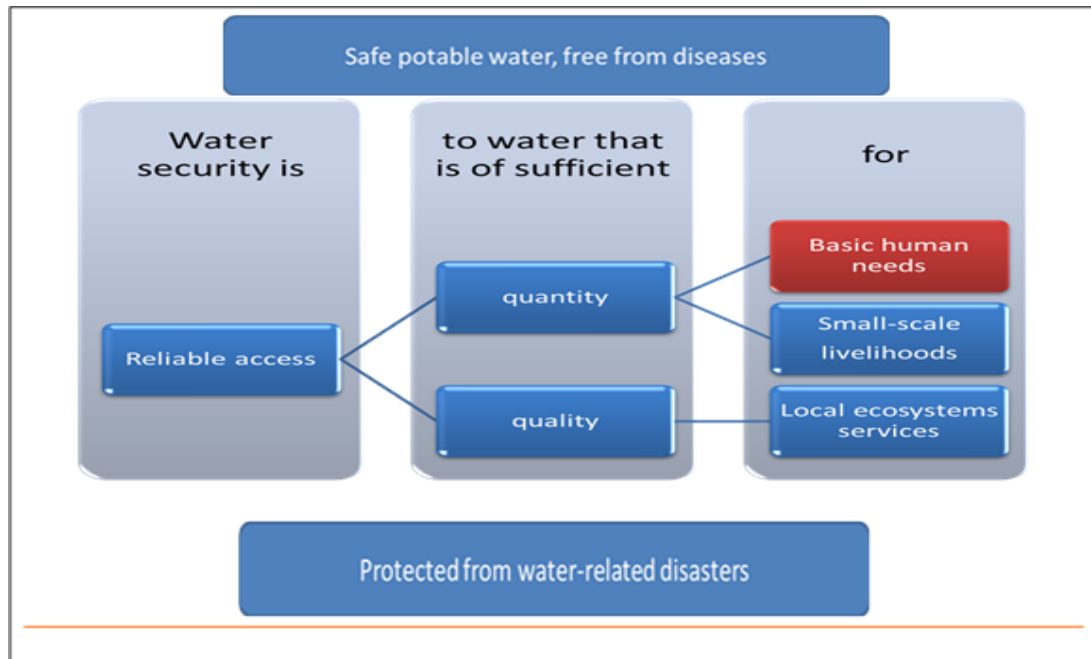 Safe potable water, free from diseases
Water
security is
to water that
is of sufficient
for
Basic human
needs
quantity
Small-scale
livelihoods
Reliable access
quality
Local ecosystems
services
Protected from water-related disasters